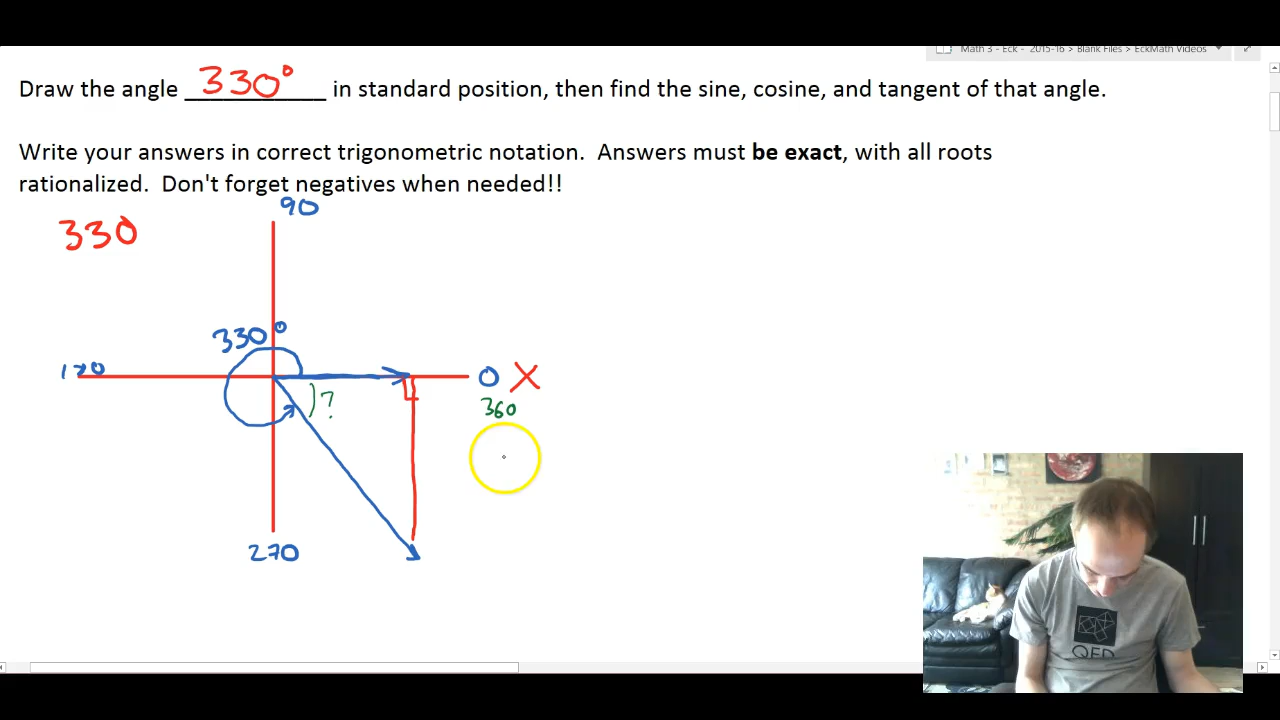 Math 3 - Eck - 2015-16 > Blank Files > EckMath Videos
Draw the angle 330° in standard position, then find the sine, cosine, and tangent of that angle.
Write your answers in correct trigonometric notation. Answers must be exact, with all roots
rationalized. Don't forget negatives when needed!!
90
330
330°
180
0 X
?
360
270
QED